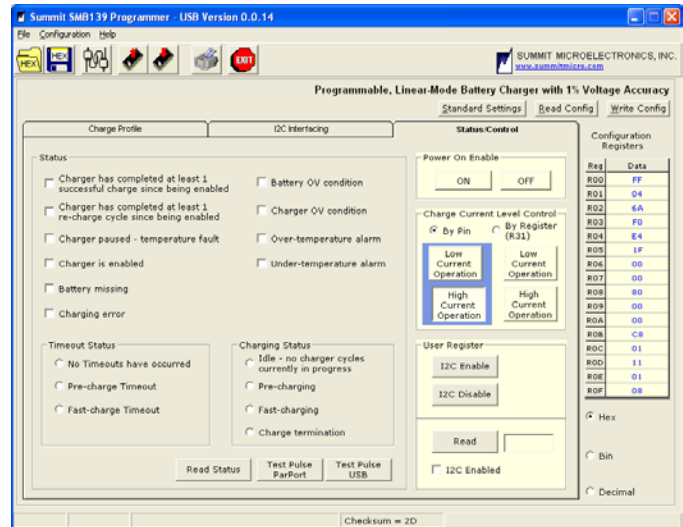 Summit SMB139 Programmer - USB Version 0.0.14
File Configuration Help
HEX HEX EXIT
SUMMIT MICROELECTRONICS, INC.
www.summitmicro.com
Programmable, Linear-Mode Battery Charger with 1% Voltage Accuracy
Standard Settings Read Config Write Config
Charge Profile I2C Interfacing Status/Control
Status
Charger has completed at least 1
successful charge since being enabled
Charger has completed at least 1
re-charge cycle since being enabled
Charger paused - temperature fault
Charger is enabled
Battery missing
Charging error
Battery OV condition
Charger OV condition
Over-temperature alarm
Under-temperature alarm
Timeout Status
No Timeouts have occurred
Pre-charge Timeout
Fast-charge Timeout
Charging Status
Idle - no charger cycles
currently in progress
Pre-charging
Fast-charging
Charge termination
Read Status
Test Pulse
ParPort
Test Pulse
USB
Power On Enable
ON OFF
Charge Current Level Control
By Pin
By Register
(R31)
Low
Current
Operation
Low
Current
Operation
High
Current
Operation
High
Current
Operation
User Register
I2C Enable
I2C Disable
Read
I2C Enabled
Configuration
Registers
Reg Data
R00 FF
R01 04
R02 6A
R03 F0
R04 E4
R05 1F
R06 00
R07 00
R08 80
R09 00
R0A 00
R0B C8
R0C 01
R0D 11
R0E 01
R0F 08
Hex
Bin
Decimal
Checksum = 2D